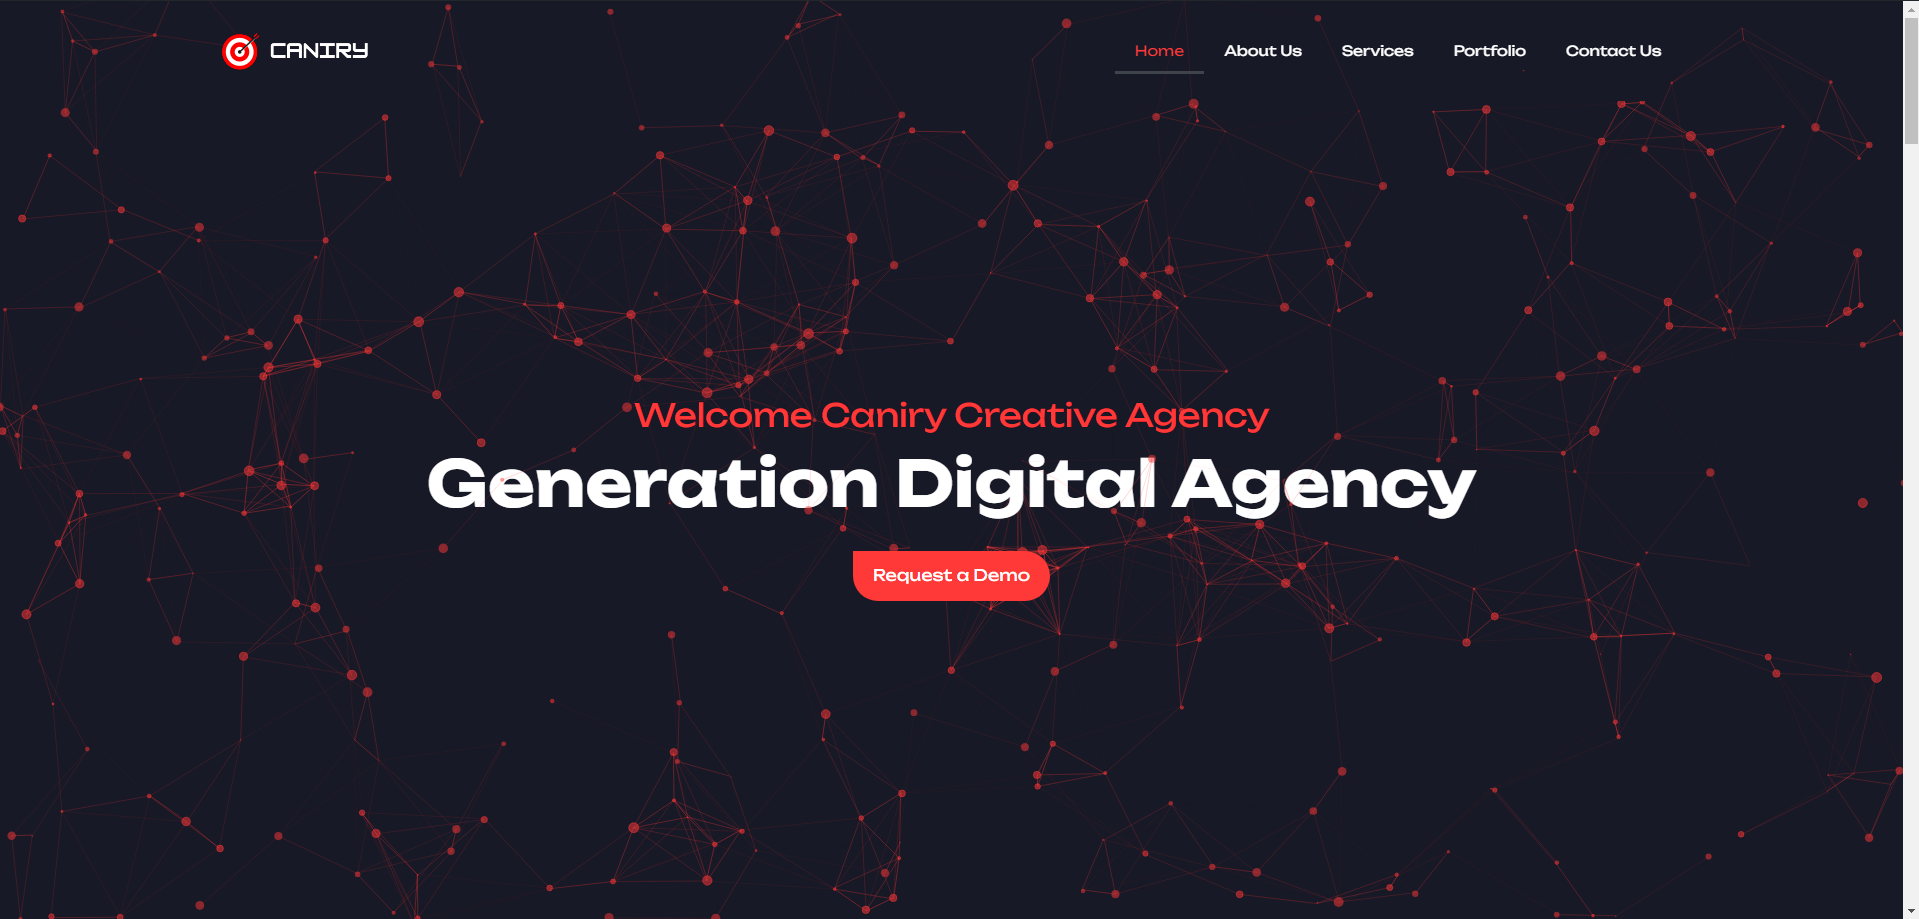 CANIRY
Home About Us Services Portfolio Contact Us
Welcome Caniry Creative Agency
Generation Digital Agency
Request a Demo